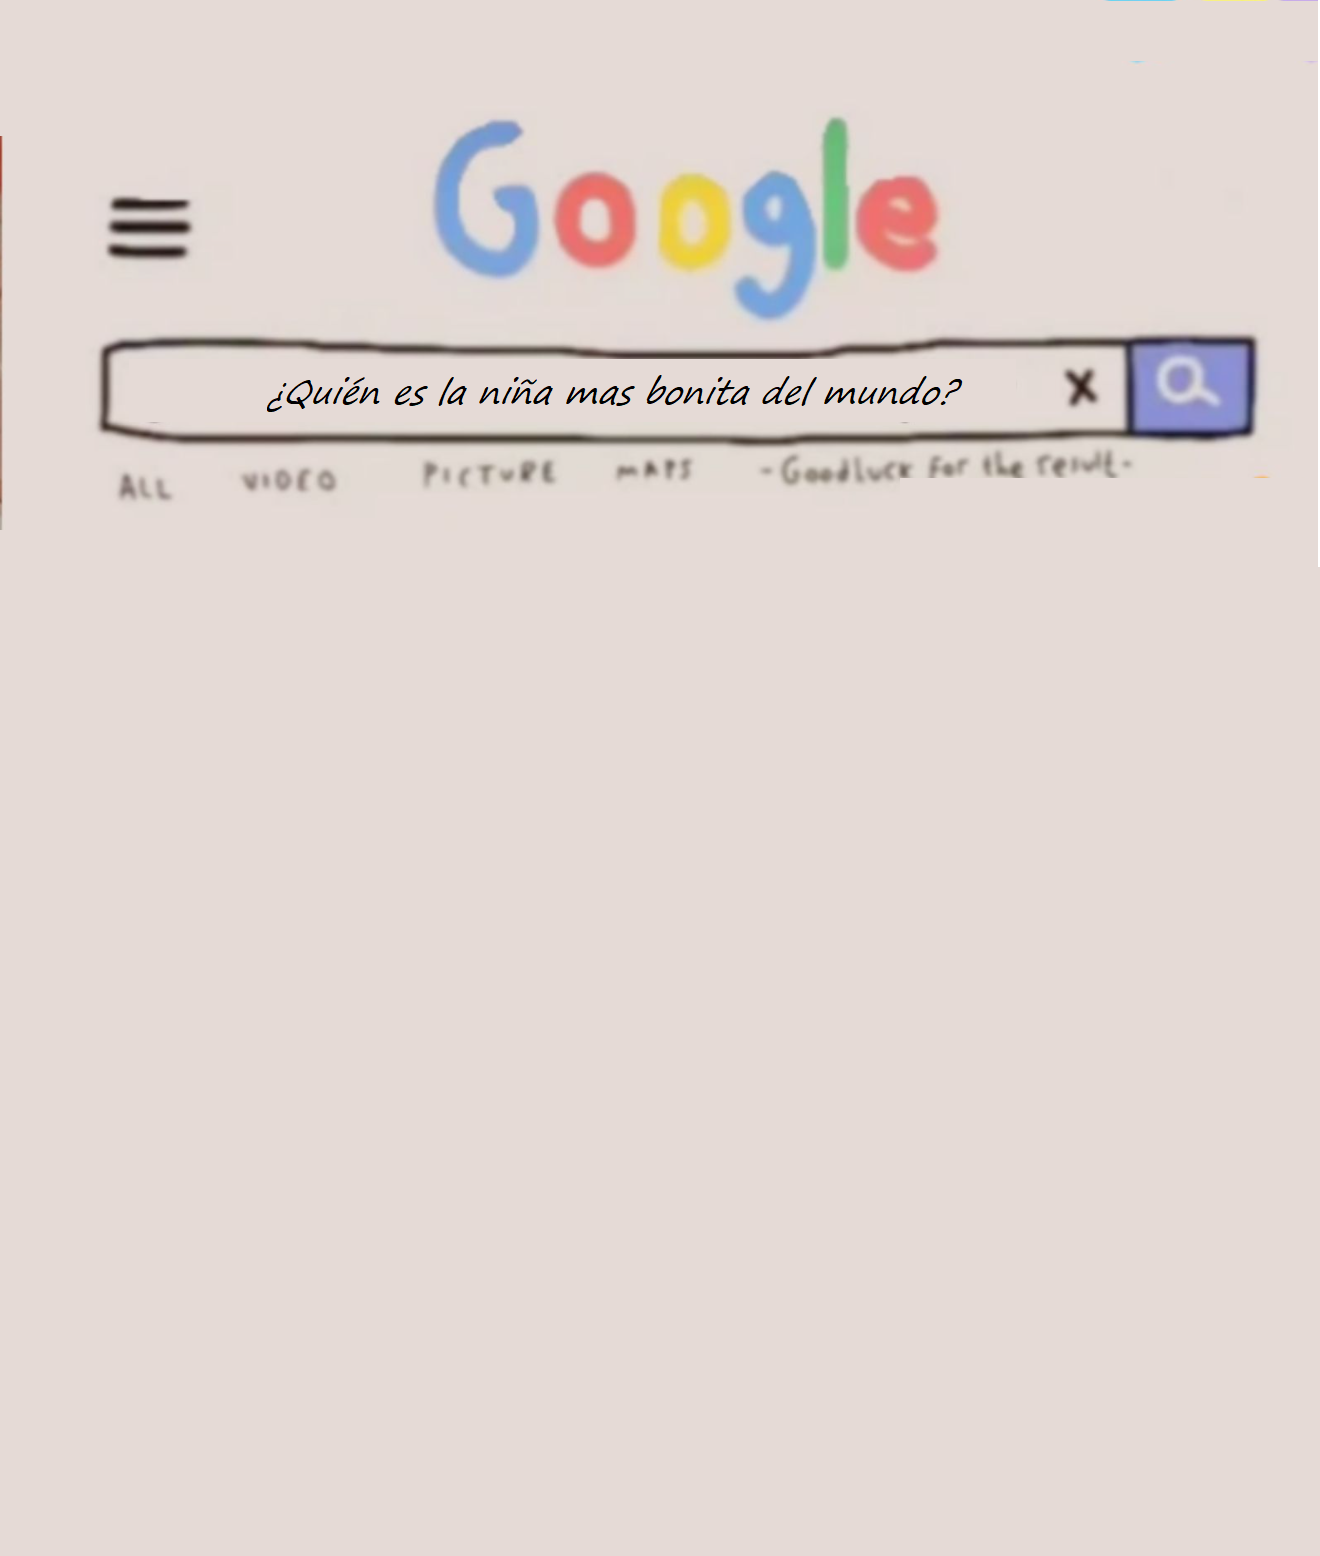 Google
¿Quién es la niña mas bonita del mundo?
X
ALL VIDEO PICTURE MAPS -Goodluck for the result-